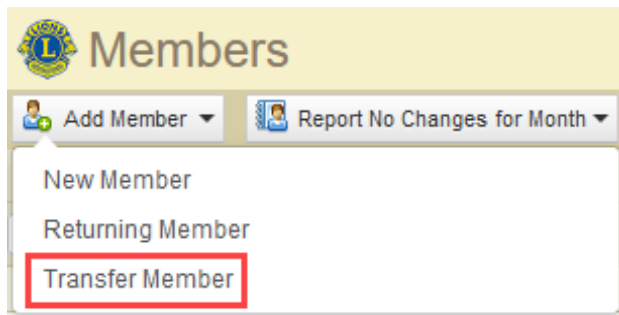 L
Members
Add Member Report No Changes for Month
New Member
Returning Member
Transfer Member